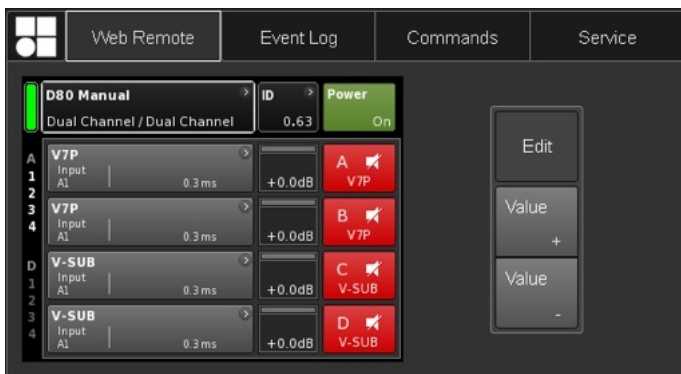 Web Remote
Event Log
Commands
Service
D80 Manual
Dual Channel / Dual Channel
ID
0.63
Power
On
A
1
2
3
4
D
1
2
3
4
V7P
Input
A1
0.3 ms
+0.0dB
A
V7P
V7P
Input
A1
0.3 ms
+0.0dB
B
V7P
V-SUB
Input
A1
0.3 ms
+0.0dB
C
V-SUB
V-SUB
Input
A1
0.3 ms
+0.0dB
D
V-SUB
Edit
Value
+
Value
-